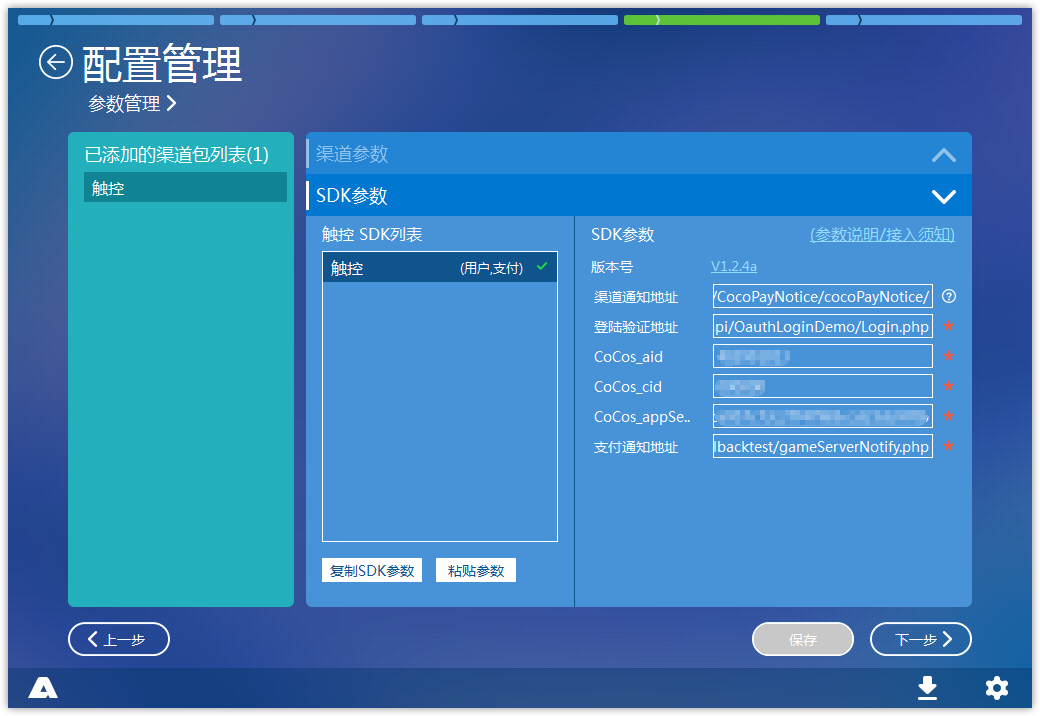 配置管理
参数管理
已添加的渠道包列表(1)
触控
渠道参数
SDK参数
触控 SDK列表
触控 (用户,支付)
复制SDK参数 粘贴参数
SDK参数 (参数说明/接入须知)
版本号 V1.2.4a
渠道通知地址 /CocoPayNotice/cocoPayNotice/
登陆验证地址 pi/OauthLoginDemo/Login.php *
CoCos_aid *
CoCos_cid *
CoCos_appSe.. *
支付通知地址 lbacktest/gameServerNotify.php *
上一步 保存 下一步